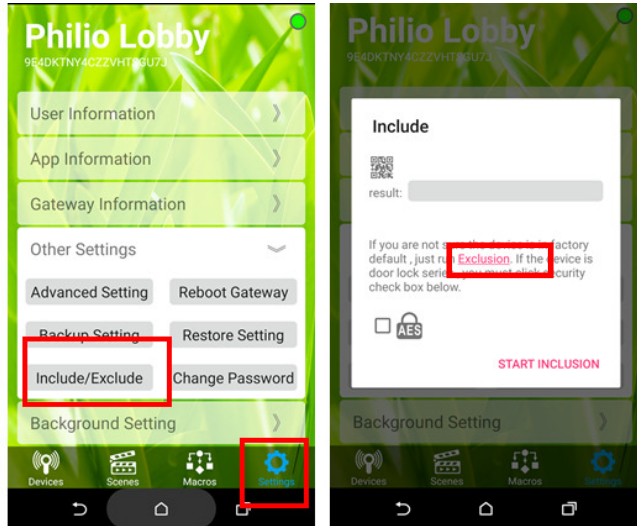 Philio Lobby
9E4DKTNY4CZZVHT8GU7J
User Information
App Information
Gateway Information
Other Settings
Advanced Setting
Reboot Gateway
Backup Setting
Restore Setting
Include/Exclude
Change Password
Background Setting
Devices
Scenes
Macros
Settings
Philio Lobby
9E4DKTNY4CZZVHT8GU7J
Include
result:
If you are not sure the device is in factory
default , just run Exclusion. If the device is
door lock series, you must click security
check box below.
AES
START INCLUSION
Background Setting
Devices
Scenes
Macros
Settings